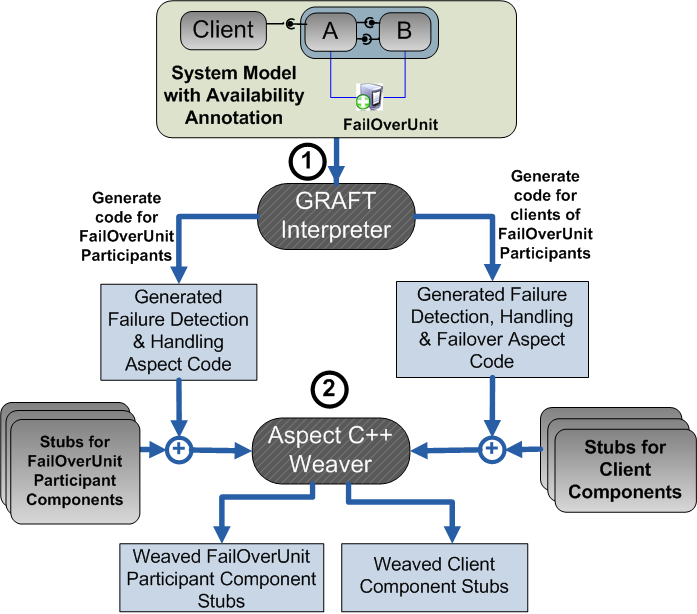 Client
A
B
System Model
with Availability
Annotation
FailOverUnit
1
Generate
code for
FailOverUnit
Participants
GRAFT
Interpreter
Generate
code for
clients of
FailOverUnit
Participants
Generated
Failure Detection
& Handling
Aspect Code
Generated Failure
Detection, Handling
& Failover Aspect
Code
2
Stubs for
FailOverUnit
Participant
Components
+
Aspect C++
Weaver
+
Stubs for
Client
Components
Weaved FailOverUnit
Participant Component
Stubs
Weaved Client
Component Stubs